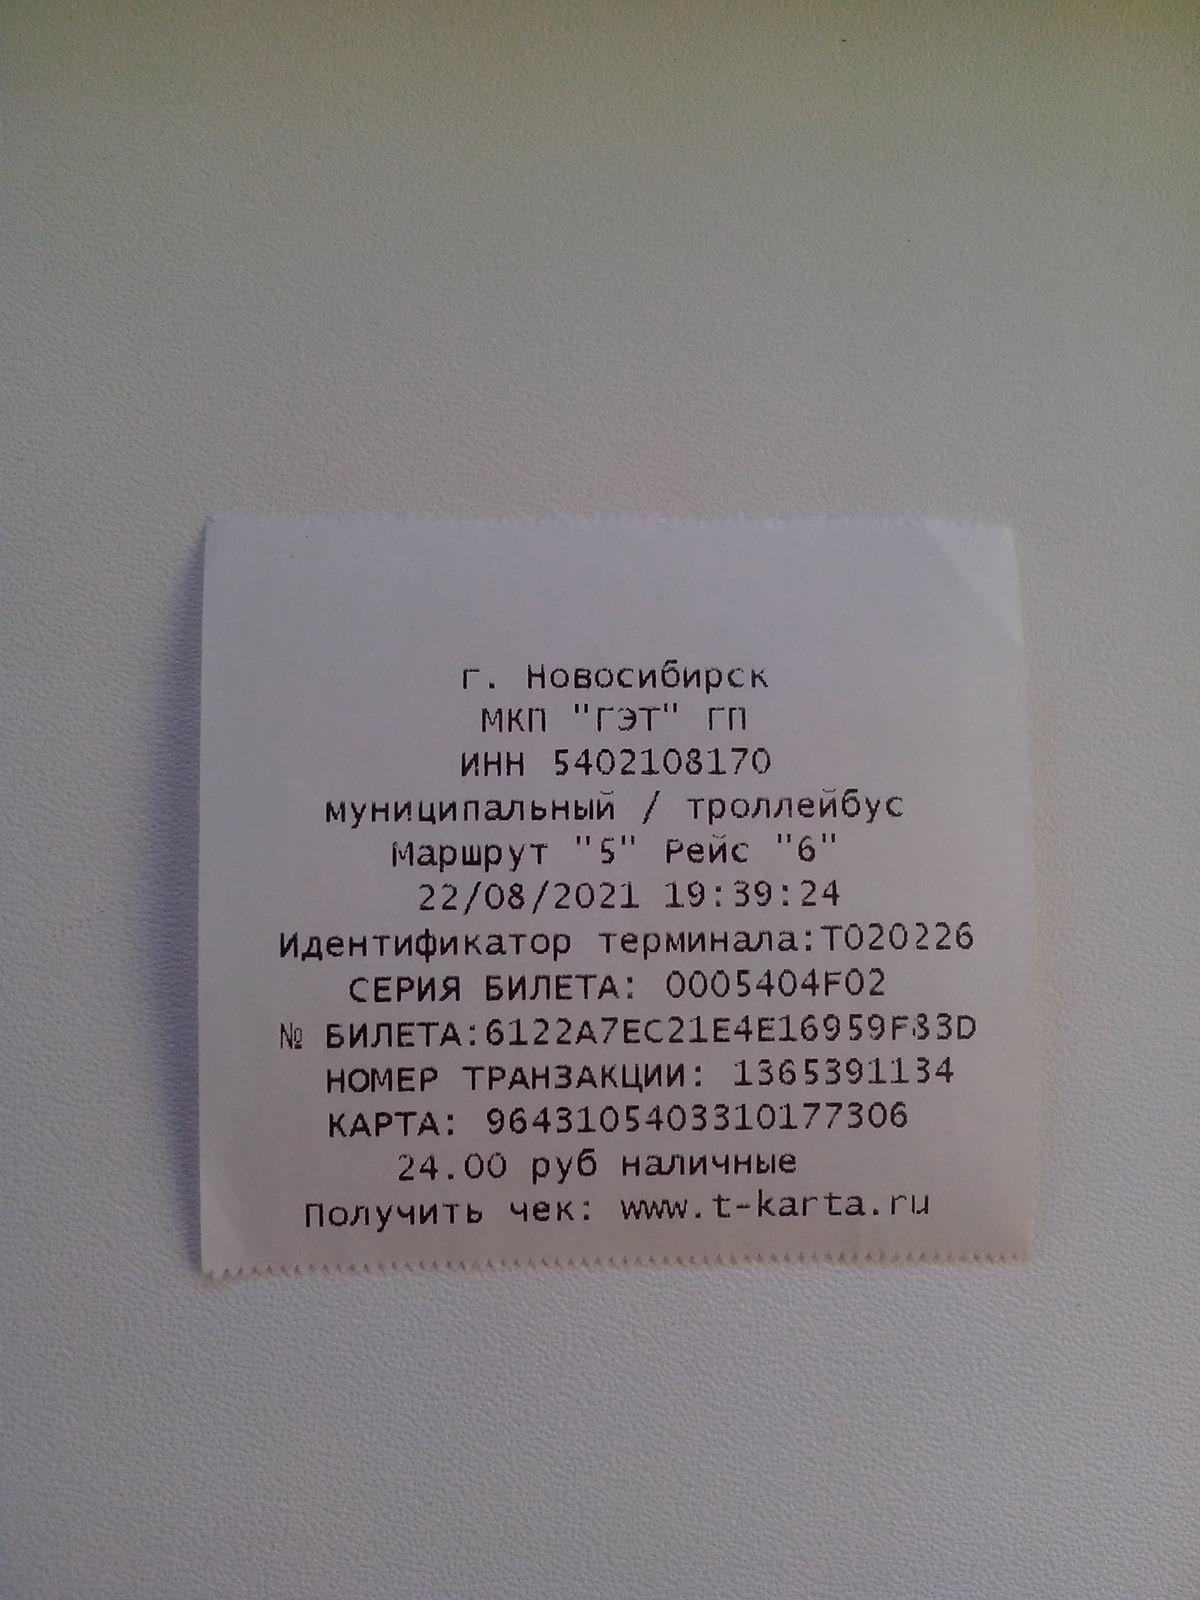 г. Новосибирск
МКП "ГЭТ" ГП
ИНН 5402108170
муниципальный / троллейбус
Маршрут "5" Рейс "6"
22/08/2021 19:39:24
Идентификатор терминала:T020226
СЕРИЯ БИЛЕТА: 0005404F02
№ БИЛЕТА:6122A7EC21E4E16959F83D
НОМЕР ТРАНЗАКЦИИ: 1365391134
КАРТА: 9643105403310177306
24.00 руб наличные
Получить чек: www.t-karta.ru